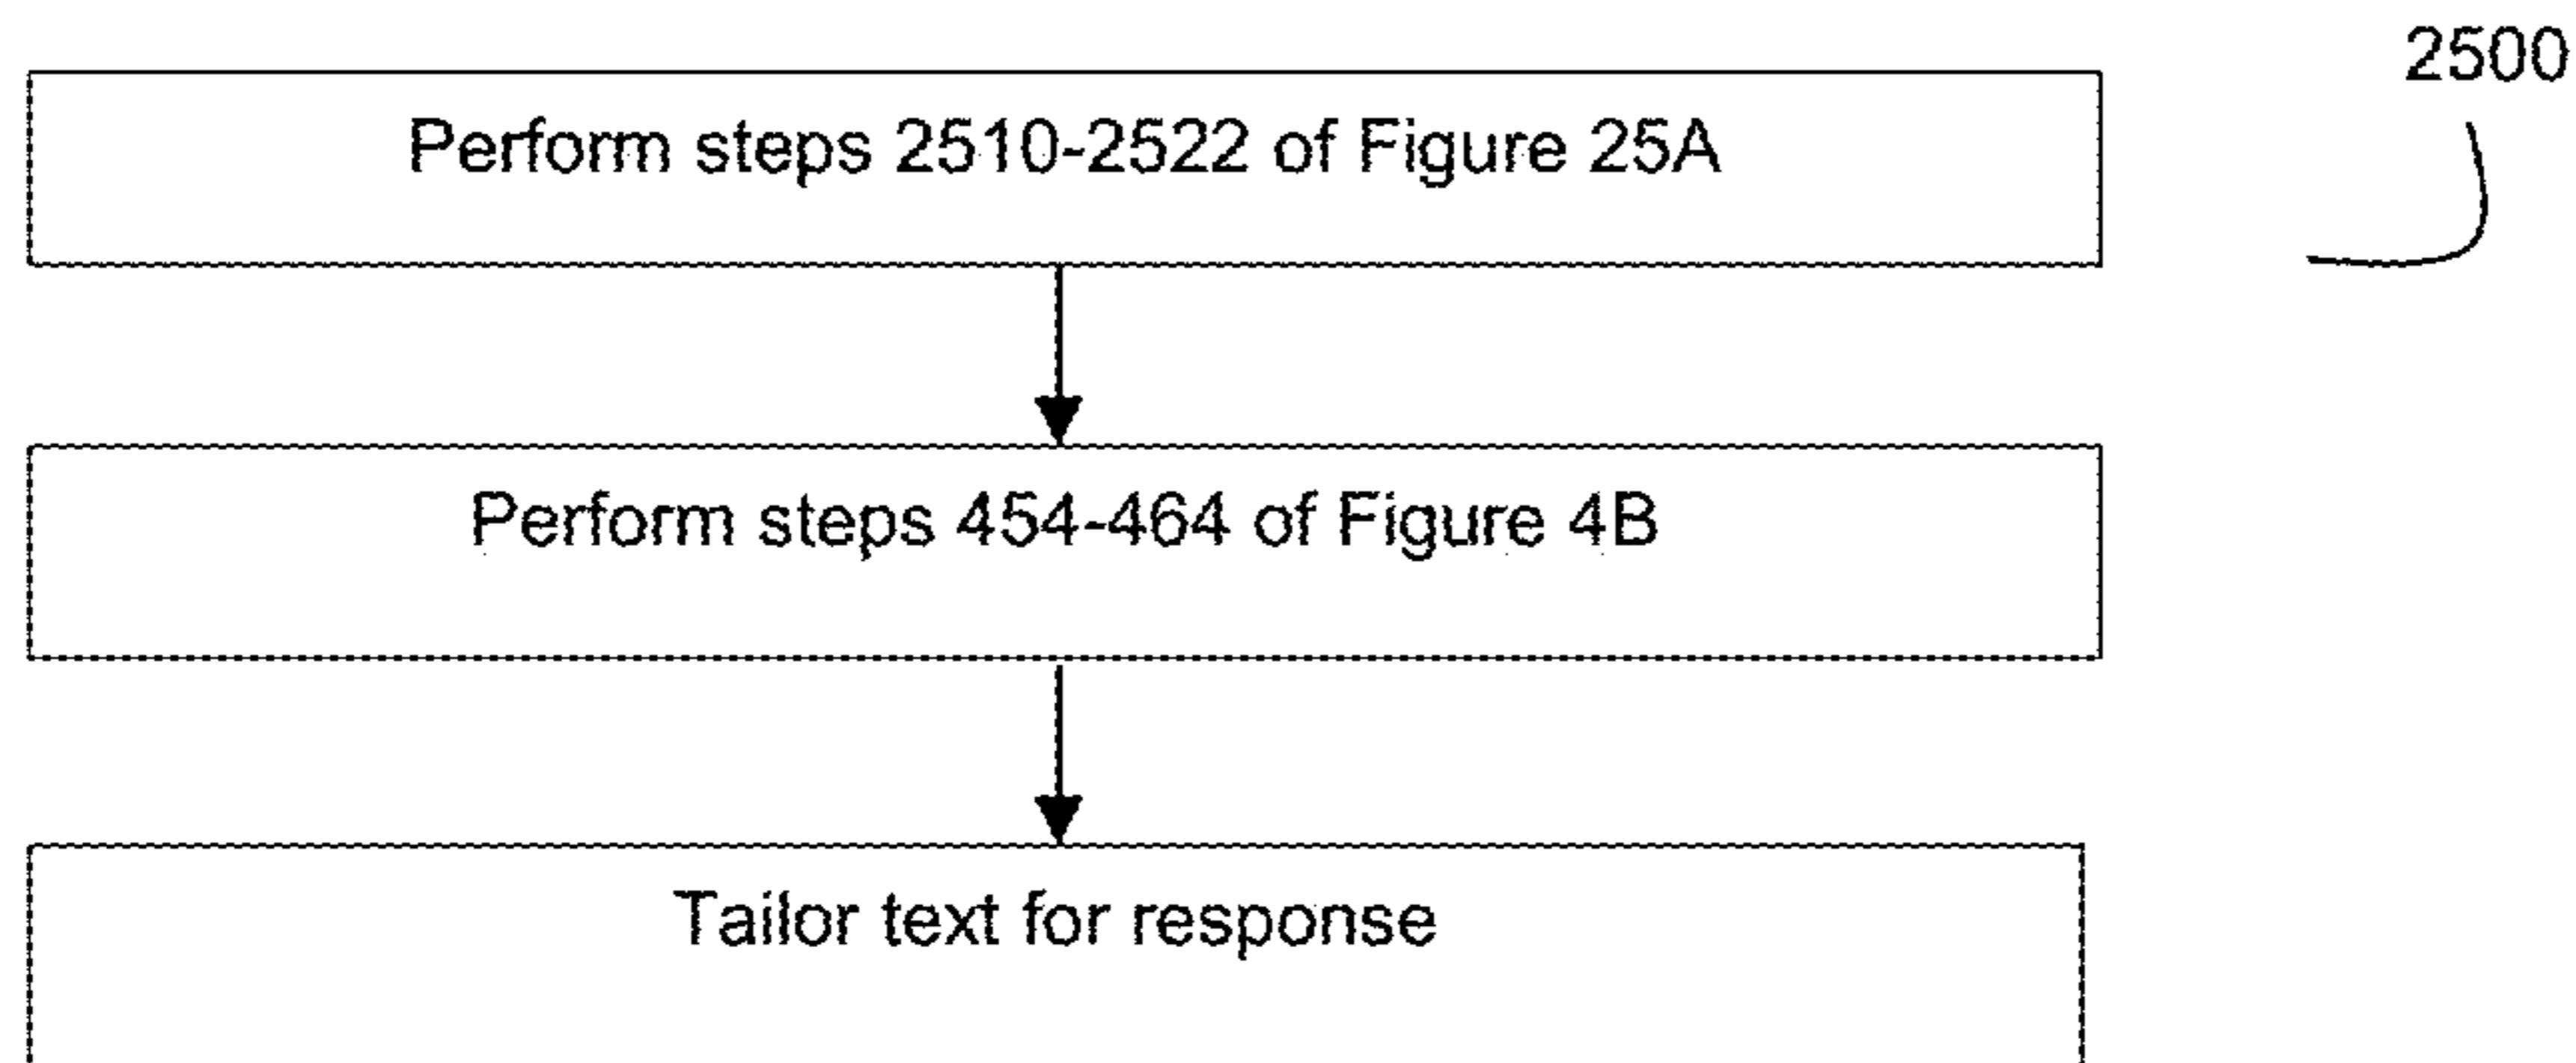 2500
Perform steps 2510-2522 of Figure 25A
Perform steps 454-464 of Figure 4B
Tailor text for response